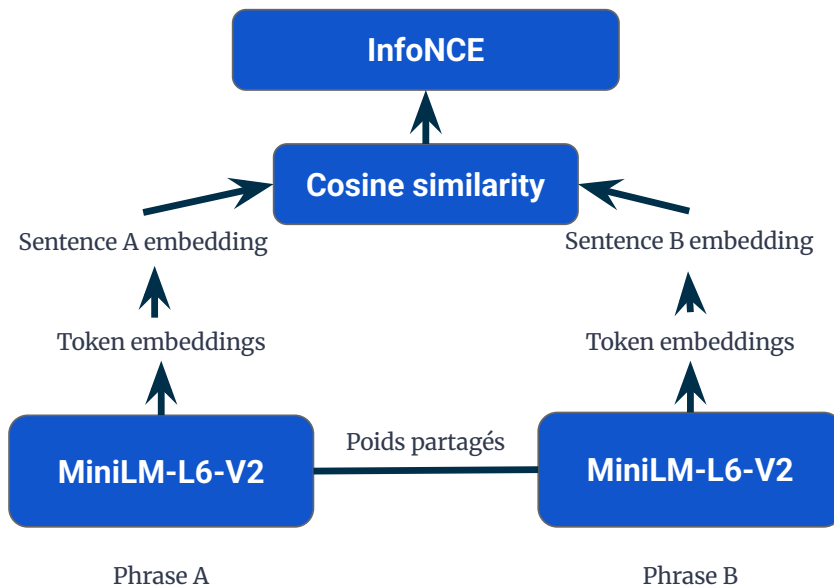 InfoNCE
Cosine similarity
Sentence A embedding
Sentence B embedding
Token embeddings
Token embeddings
Poids partagés
MiniLM-L6-V2
MiniLM-L6-V2
Phrase A
Phrase B